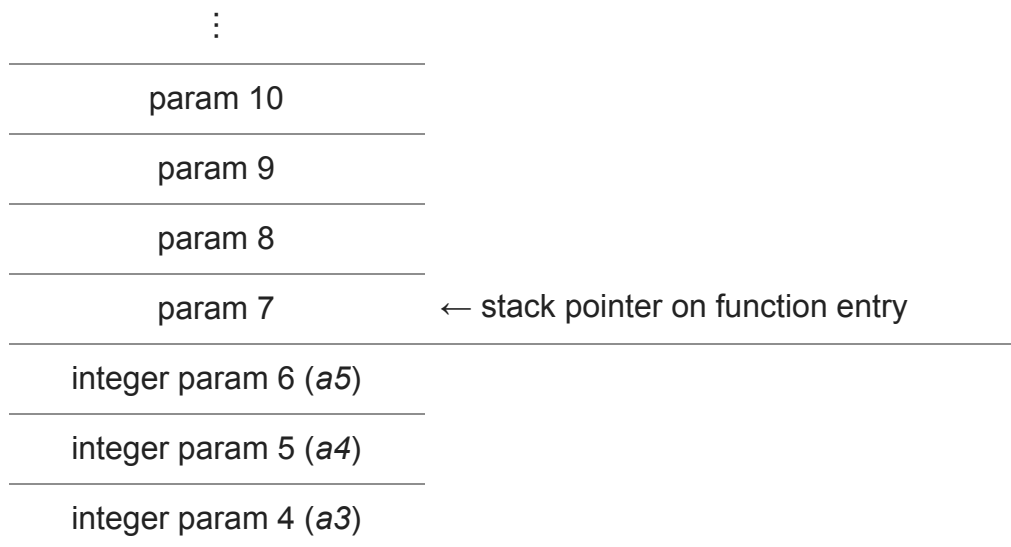 ⋮
param 10
param 9
param 8
param 7 ← stack pointer on function entry
integer param 6 (a5)
integer param 5 (a4)
integer param 4 (a3)